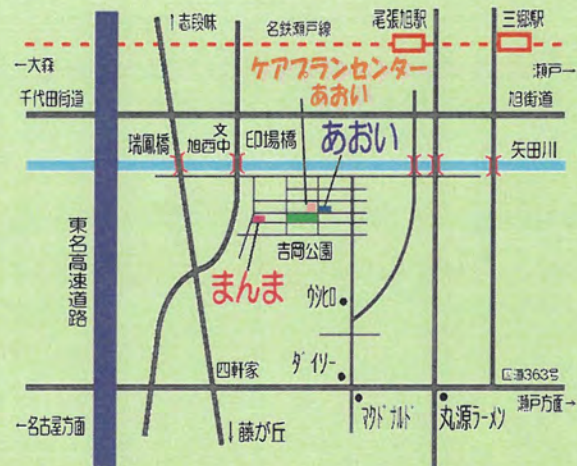 ↑志段味
名鉄瀬戸線
尾張旭駅
三郷駅
←大森
瀬戸→
ケアプランセンター
あおい
千代田街道
旭街道
瑞鳳橋
文
旭西中
印場橋
あおい
矢田川
東名高速道路
吉岡公園
まんま
ウシヒロ
四軒家
ダイソー
国道363号
←名古屋方面
↓藤が丘
マクドナルド
丸源ラーメン
瀬戸方面→